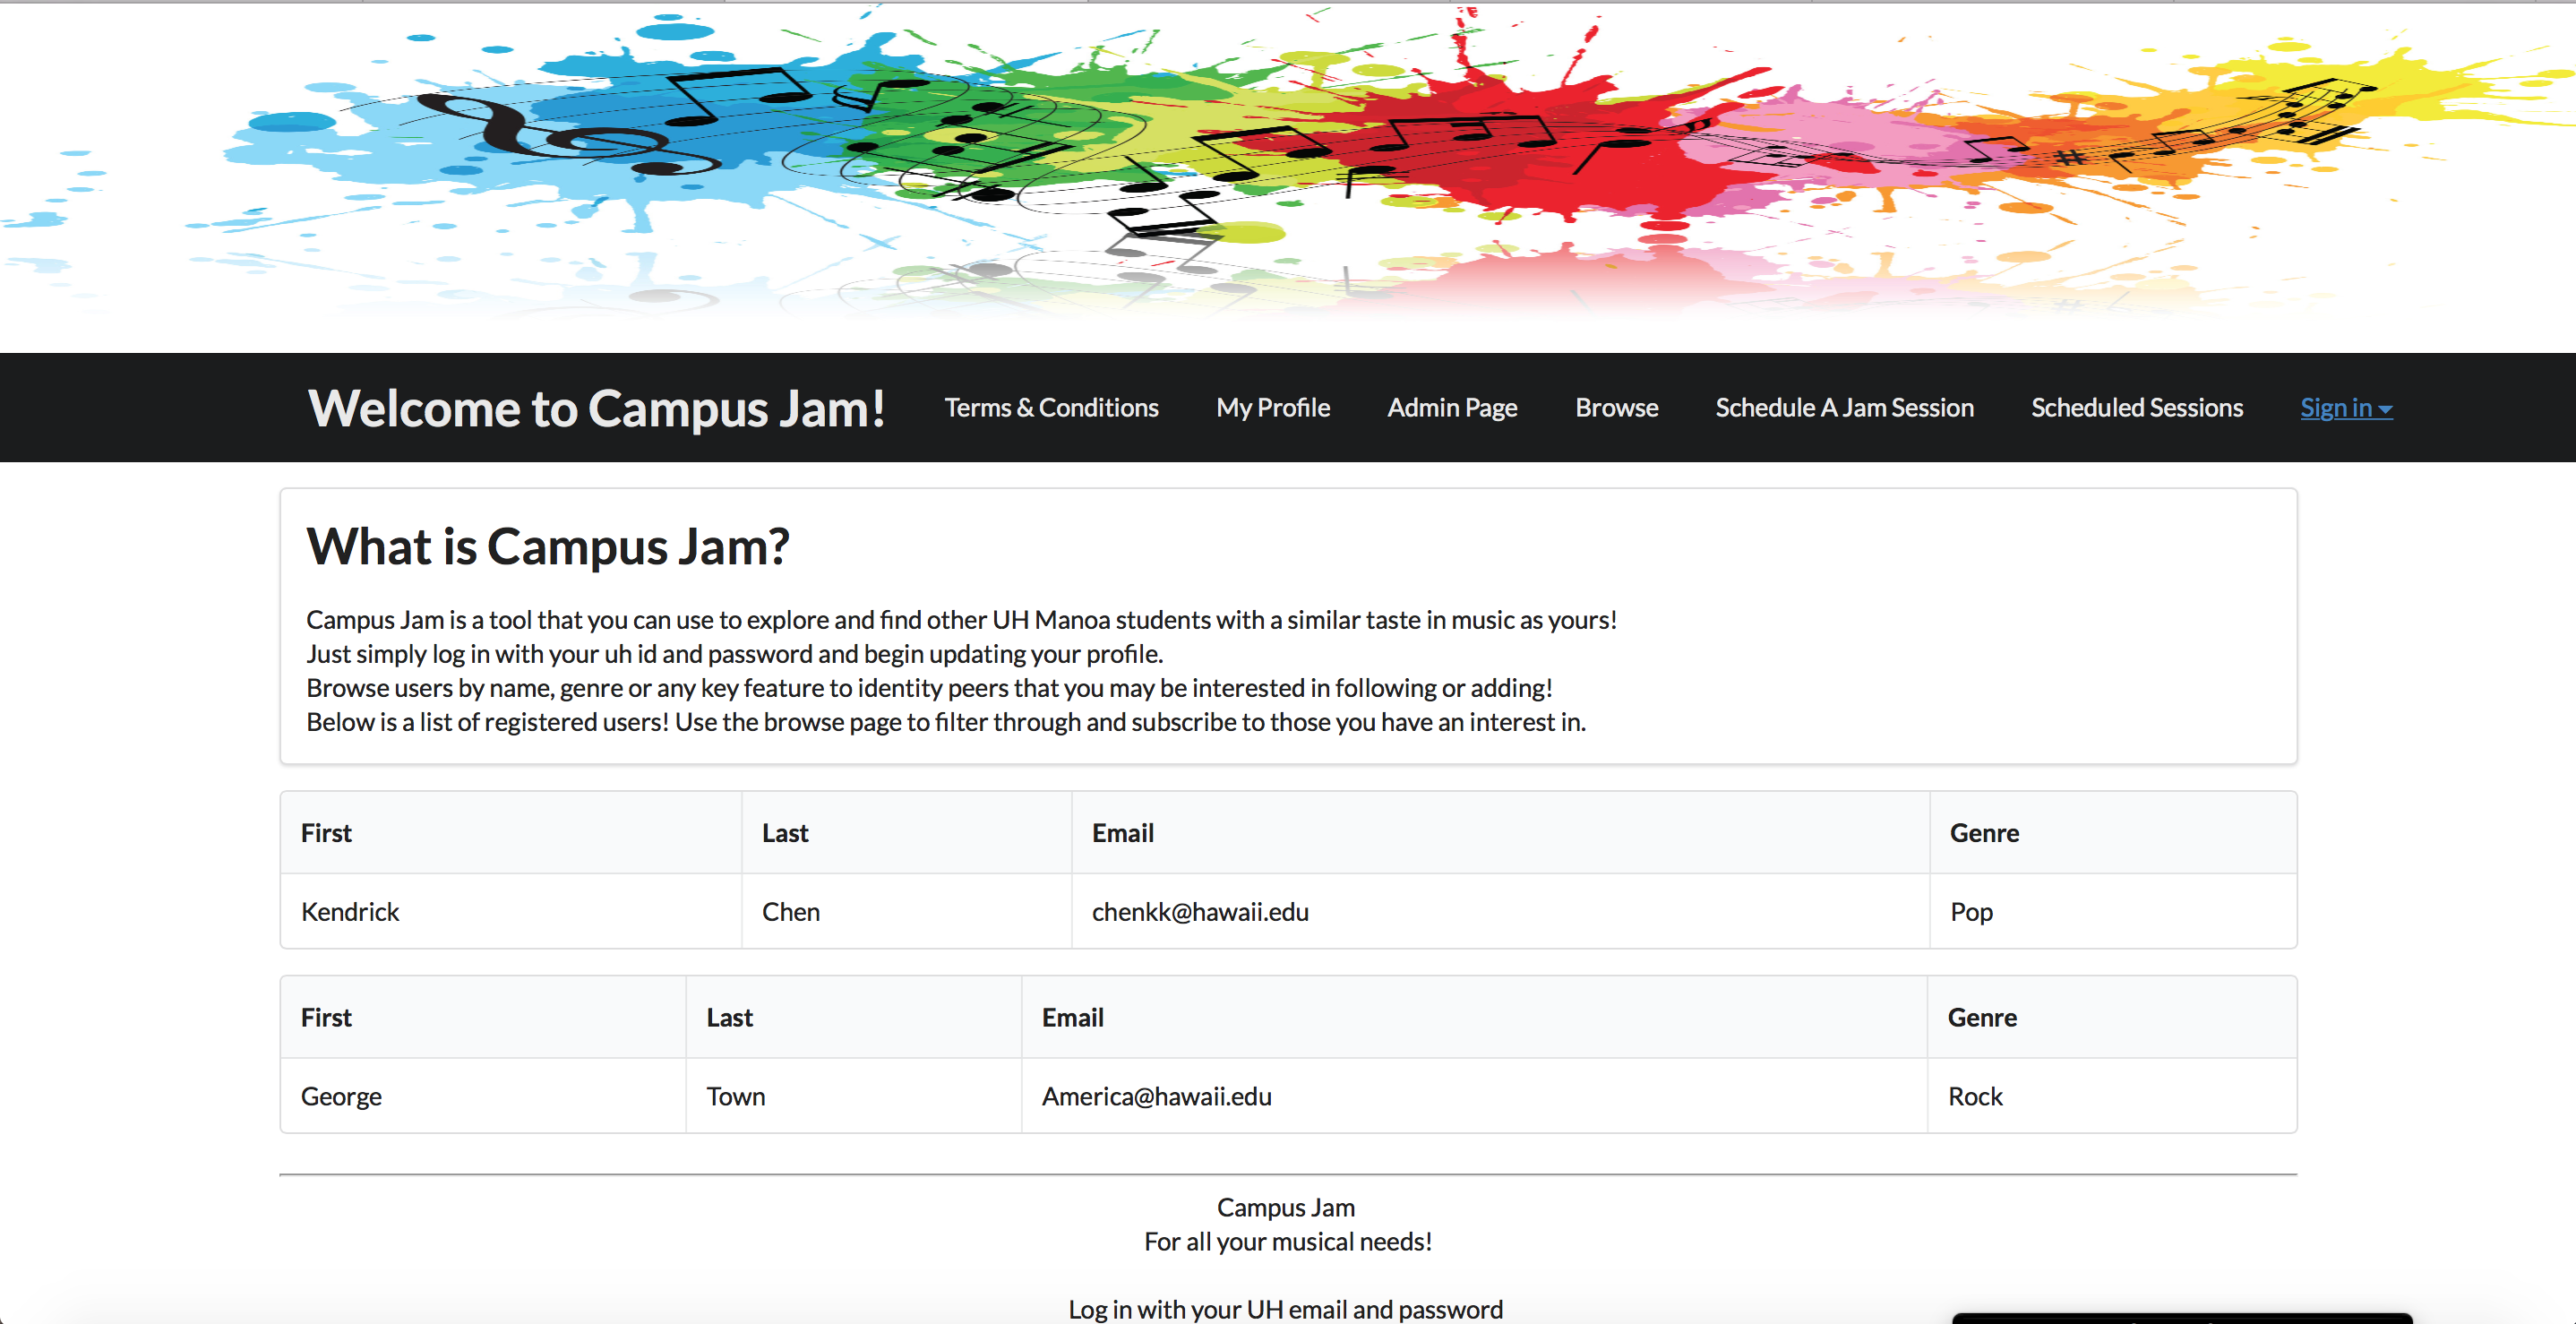 Welcome to Campus Jam! Terms & Conditions My Profile Admin Page Browse Schedule A Jam Session Scheduled Sessions Sign in
What is Campus Jam?
Campus Jam is a tool that you can use to explore and find other UH Manoa students with a similar taste in music as yours!
Just simply log in with your uh id and password and begin updating your profile.
Browse users by name, genre or any key feature to identity peers that you may be interested in following or adding!
Below is a list of registered users! Use the browse page to filter through and subscribe to those you have an interest in.
First Last Email Genre
Kendrick Chen chenkk@hawaii.edu Pop
First Last Email Genre
George Town America@hawaii.edu Rock
Campus Jam
For all your musical needs!
Log in with your UH email and password